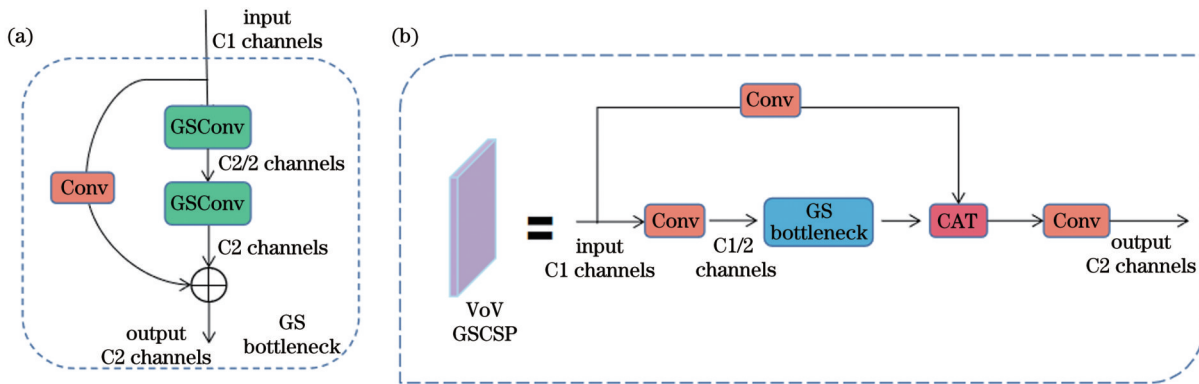 (a)
input
C1 channels
GSConv
C2/2 channels
Conv
GSConv
C2 channels
output
C2 channels
GS
bottleneck
(b)
Conv
Conv
GS
bottleneck
CAT
Conv
input
C1 channels
C1/2
channels
output
C2 channels
VoV
GSCSP